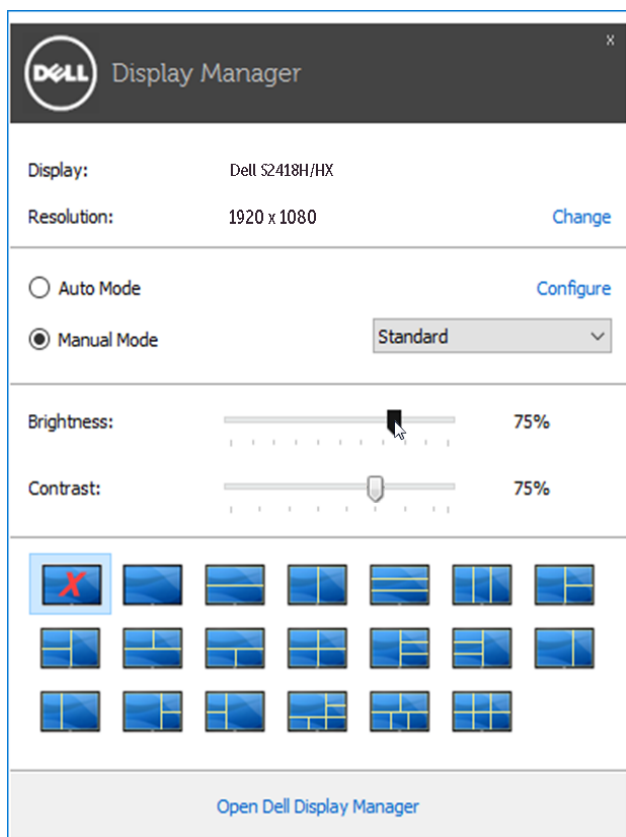 x
DELL Display Manager
Display: Dell S2418H/HX
Resolution: 1920 x 1080 Change
Auto Mode Configure
Manual Mode Standard
Brightness: 75%
Contrast: 75%
X
Open Dell Display Manager